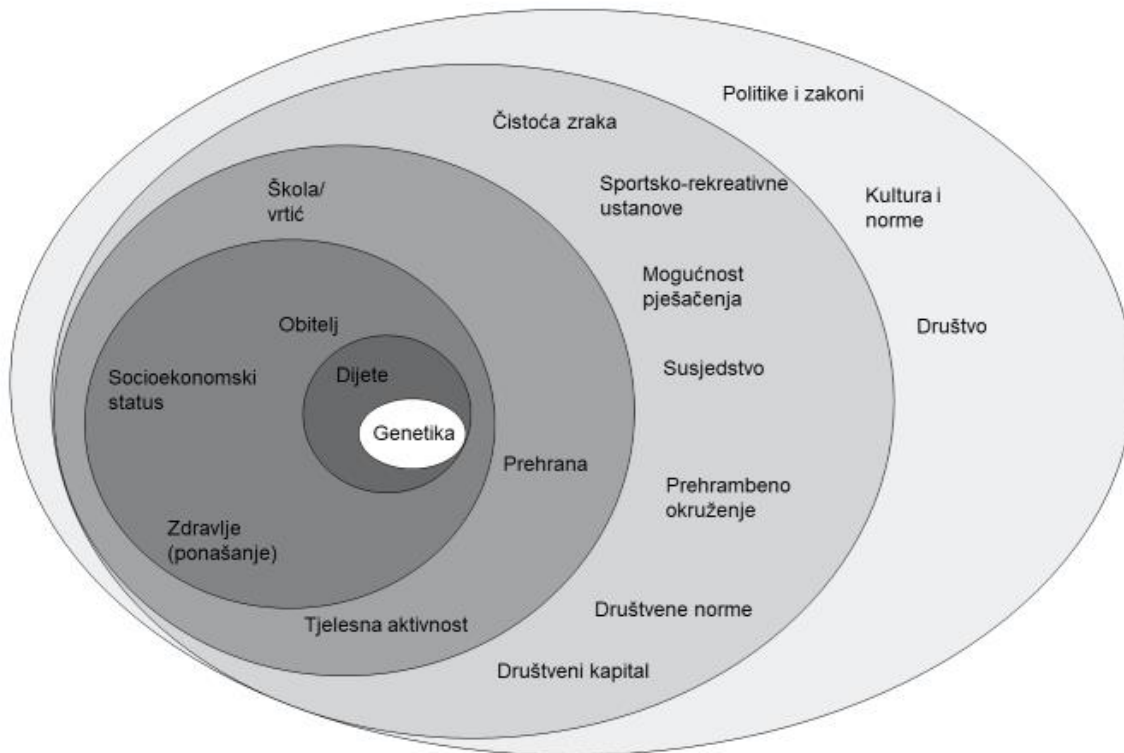 Politike i zakoni
Čistoća zraka
Škola/
vrtić
Sportsko-rekreativne
ustanove
Kultura i
norme
Mogućnost
pješačenja
Obitelj
Društvo
Dijete
Socioekonomski
status
Susjedstvo
Genetika
Prehrana
Prehrambeno
okruženje
Zdravlje
(ponašanje)
Tjelesna aktivnost
Društvene norme
Društveni kapital